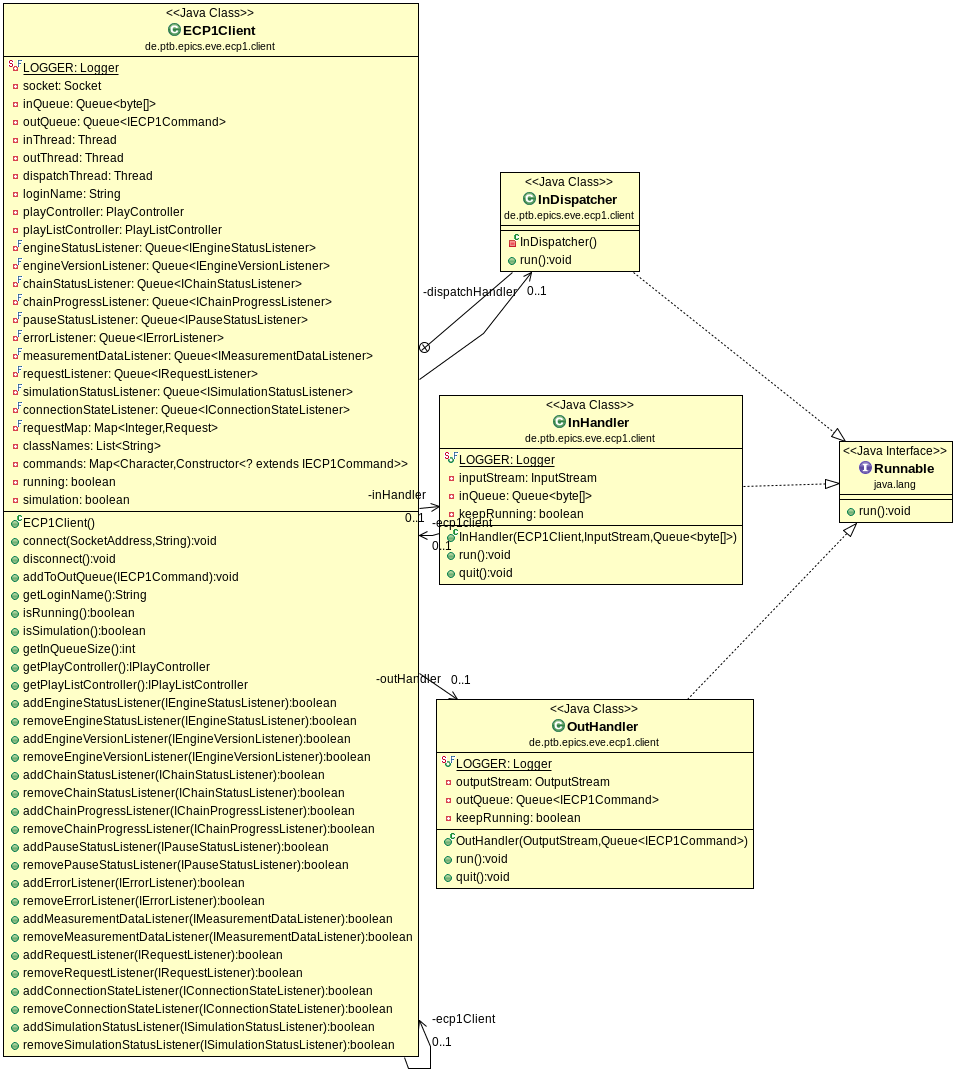 <<Java Class>>
ECP1Client
de.ptb.epics.eve.ecp1.client
LOGGER: Logger
socket: Socket
inQueue: Queue<byte[]>
outQueue: Queue<IECP1Command>
inThread: Thread
outThread: Thread
dispatchThread: Thread
loginName: String
playController: PlayController
playListController: PlayListController
engineStatusListener: Queue<IEngineStatusListener>
engineVersionListener: Queue<IEngineVersionListener>
chainStatusListener: Queue<IChainStatusListener>
chainProgressListener: Queue<IChainProgressListener>
pauseStatusListener: Queue<IPauseStatusListener>
errorListener: Queue<IErrorListener>
measurementDataListener: Queue<IMeasurementDataListener>
requestListener: Queue<IRequestListener>
simulationStatusListener: Queue<ISimulationStatusListener>
connectionStateListener: Queue<IConnectionStateListener>
requestMap: Map<Integer,Request>
classNames: List<String>
commands: Map<Character,Constructor<? extends IECP1Command>>
running: boolean
simulation: boolean
ECP1Client()
connect(SocketAddress,String):void
disconnect():void
addToOutQueue(IECP1Command):void
getLoginName():String
isRunning():boolean
isSimulation():boolean
getInQueueSize():int
getPlayController():IPlayController
getPlayListController():IPlayListController
addEngineStatusListener(IEngineStatusListener):boolean
removeEngineStatusListener(IEngineStatusListener):boolean
addEngineVersionListener(IEngineVersionListener):boolean
removeEngineVersionListener(IEngineVersionListener):boolean
addChainStatusListener(IChainStatusListener):boolean
removeChainStatusListener(IChainStatusListener):boolean
addChainProgressListener(IChainProgressListener):boolean
removeChainProgressListener(IChainProgressListener):boolean
addPauseStatusListener(IPauseStatusListener):boolean
removePauseStatusListener(IPauseStatusListener):boolean
addErrorListener(IErrorListener):boolean
removeErrorListener(IErrorListener):boolean
addMeasurementDataListener(IMeasurementDataListener):boolean
removeMeasurementDataListener(IMeasurementDataListener):boolean
addRequestListener(IRequestListener):boolean
removeRequestListener(IRequestListener):boolean
addConnectionStateListener(IConnectionStateListener):boolean
removeConnectionStateListener(IConnectionStateListener):boolean
addSimulationStatusListener(ISimulationStatusListener):boolean
removeSimulationStatusListener(ISimulationStatusListener):boolean
<<Java Class>>
InDispatcher
de.ptb.epics.eve.ecp1.client
InDispatcher()
run():void
-dispatchHandler
0..1
<<Java Class>>
InHandler
de.ptb.epics.eve.ecp1.client
LOGGER: Logger
inputStream: InputStream
inQueue: Queue<byte[]>
keepRunning: boolean
InHandler(ECP1Client,InputStream,Queue<byte[]>)
run():void
quit():void
-inHandler
0..1
-ecp1client
0..1
<<Java Interface>>
Runnable
java.lang
run():void
-outHandler
0..1
<<Java Class>>
OutHandler
de.ptb.epics.eve.ecp1.client
LOGGER: Logger
outputStream: OutputStream
outQueue: Queue<IECP1Command>
keepRunning: boolean
OutHandler(OutputStream,Queue<IECP1Command>)
run():void
quit():void
-ecp1Client
0..1